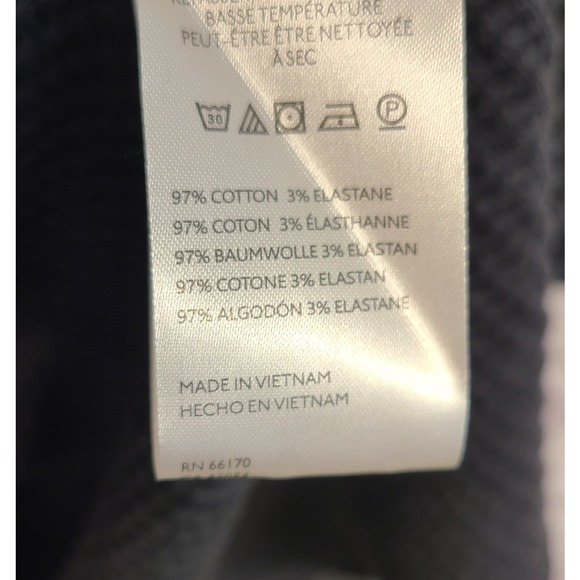 BASSE TEMPÉRATURE
PEUT-ÊTRE ÊTRE NETTOYÉE
À SEC
30 P
97% COTTON 3% ELASTANE
97% COTON 3% ÉLASTHANNE
97% BAUMWOLLE 3% ELASTAN
97% COTONE 3% ELASTAN
97% ALGODÓN 3% ELASTANE
MADE IN VIETNAM
HECHO EN VIETNAM
RN 66170